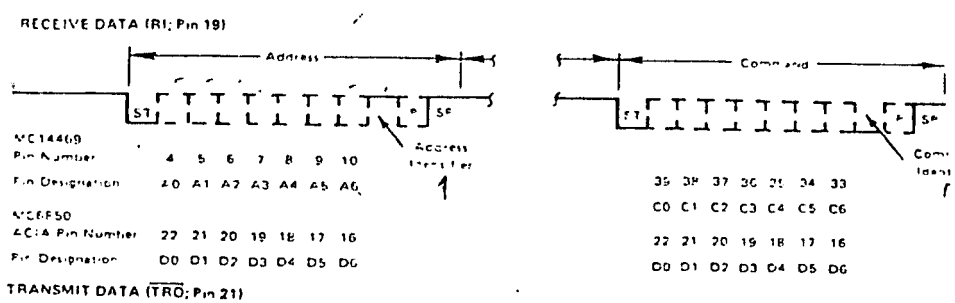 RECEIVE DATA (RI; Pin 19)
Address
Command
ST P SP
ST P SP
Address
Identifier
1
MC14469
Pin Number 4 5 6 7 8 9 10
Pin Designation A0 A1 A2 A3 A4 A5 A6
39 38 37 36 35 34 33
C0 C1 C2 C3 C4 C5 C6
ACIA Pin Number 22 21 20 19 18 17 16
Pin Designation D0 D1 D2 D3 D4 D5 D6
22 21 20 19 18 17 16
D0 D1 D2 D3 D4 D5 D6
TRANSMIT DATA (TRO; Pin 21)